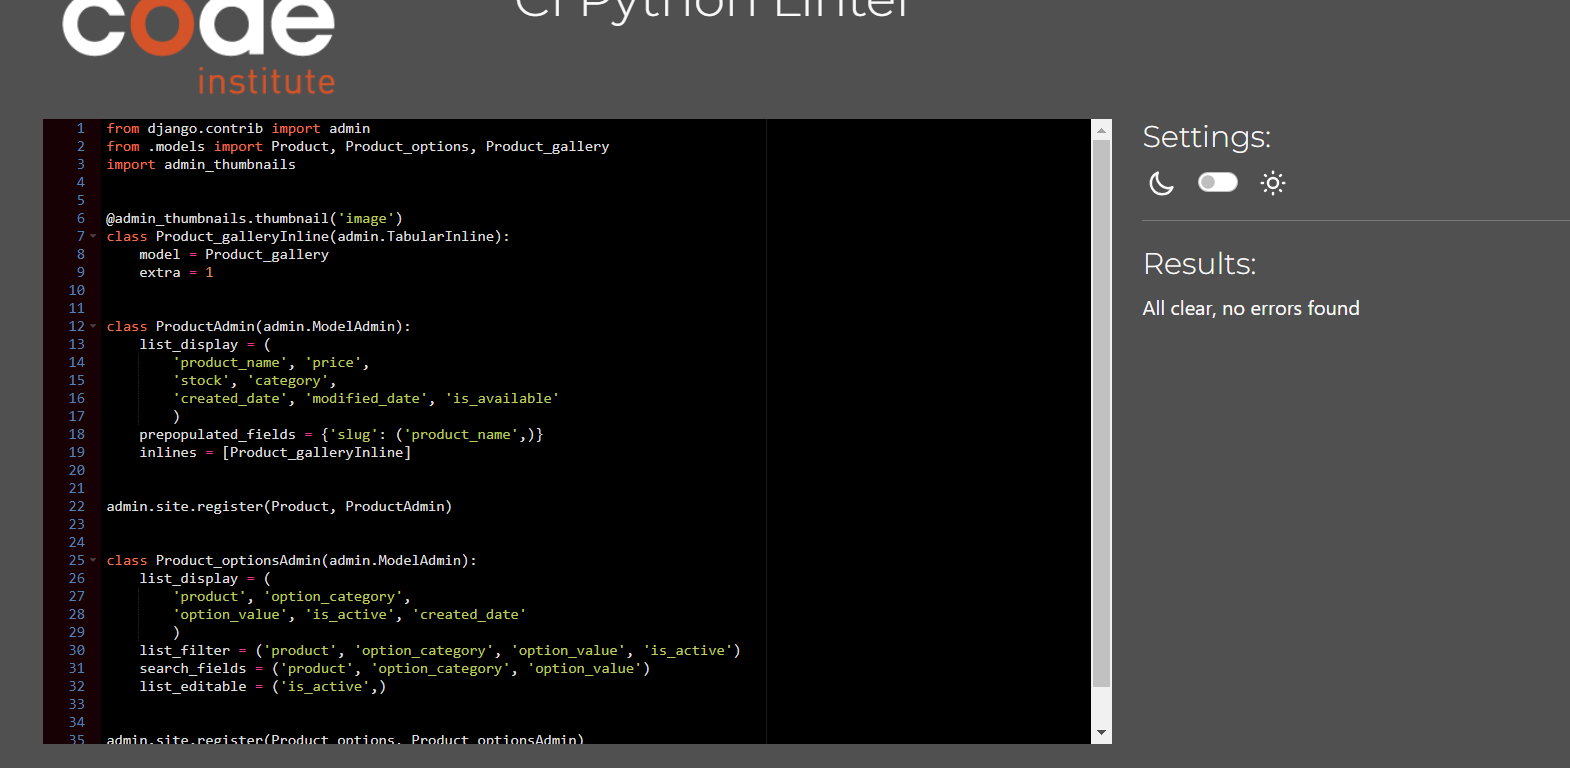 code
institute
CI Python Linter
1 from django.contrib import admin
2 from .models import Product, Product_options, Product_gallery
3 import admin_thumbnails
4
5
6 @admin_thumbnails.thumbnail('image')
7 class Product_galleryInline(admin.TabularInline):
8     model = Product_gallery
9     extra = 1
10
11
12 class ProductAdmin(admin.ModelAdmin):
13     list_display = (
14         'product_name', 'price',
15         'stock', 'category',
16         'created_date', 'modified_date', 'is_available'
17         )
18     prepopulated_fields = {'slug': ('product_name',)}
19     inlines = [Product_galleryInline]
20
21
22 admin.site.register(Product, ProductAdmin)
23
24
25 class Product_optionsAdmin(admin.ModelAdmin):
26     list_display = (
27         'product', 'option_category',
28         'option_value', 'is_active', 'created_date'
29         )
30     list_filter = ('product', 'option_category', 'option_value', 'is_active')
31     search_fields = ('product', 'option_category', 'option_value')
32     list_editable = ('is_active',)
33
34
35 admin.site.register(Product_options, Product_optionsAdmin)
Settings:
Results:
All clear, no errors found